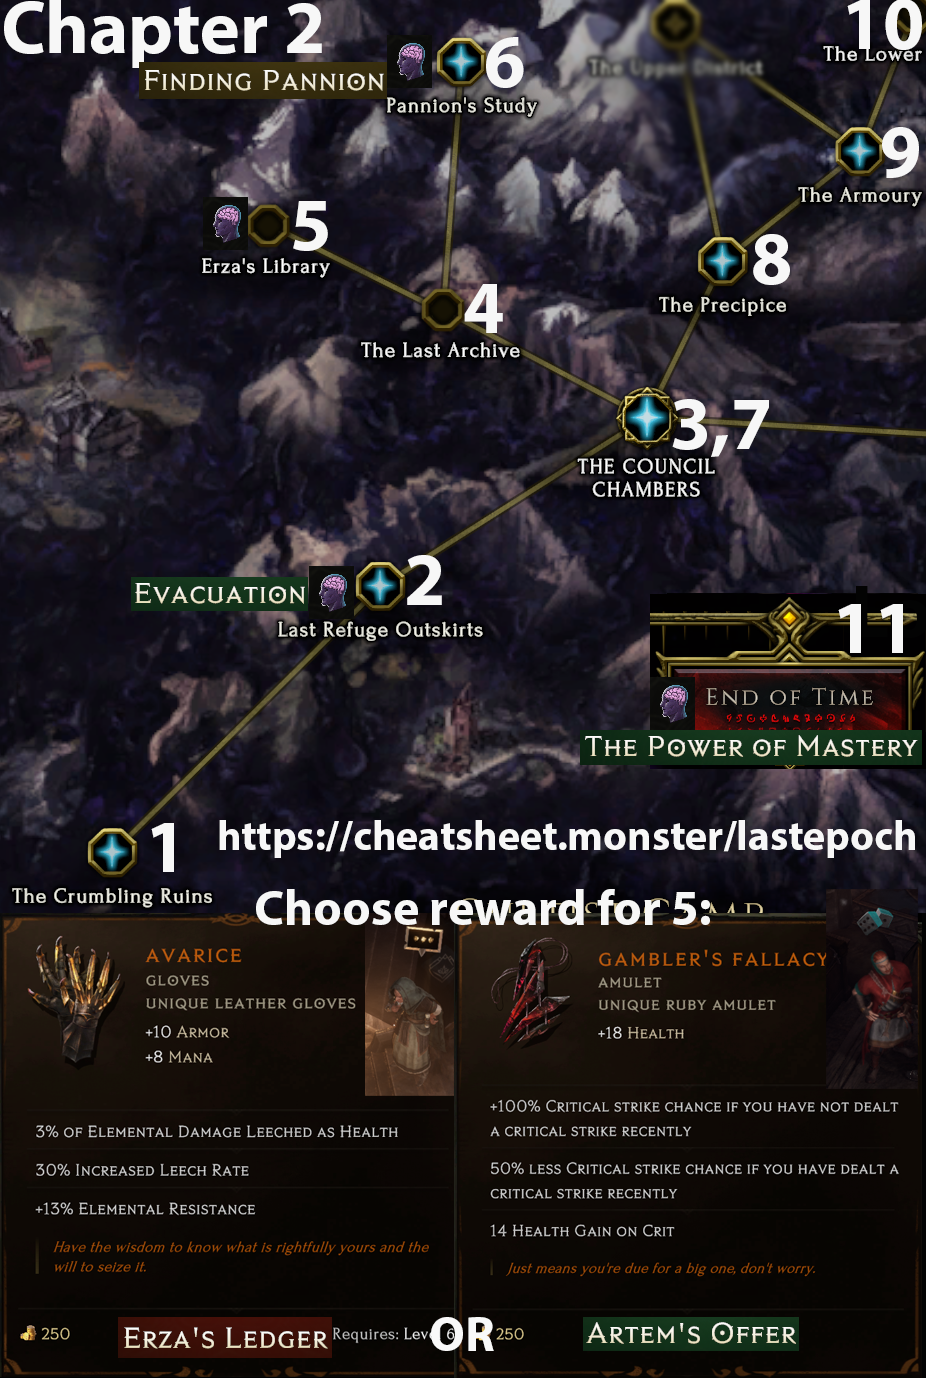 Chapter 2
10
The Lower
6
Finding Pannion
Pannion's Study
The Upper District
9
The Armoury
5
Erza's Library
8
The Precipice
4
The Last Archive
3,7
THE COUNCIL
CHAMBERS
2
Evacuation
Last Refuge Outskirts
11
End of Time
The Power of Mastery
1
The Crumbling Ruins
https://cheatsheet.monster/lastepoch
Choose reward for 5:
Avarice
Gloves
Unique Leather Gloves
+10 Armor
+8 Mana
3% of Elemental Damage Leeched as Health
30% Increased Leech Rate
+13% Elemental Resistance
Have the wisdom to know what is rightfully yours and the
will to seize it.
250
Erza's Ledger
Requires: Level 6
OR
Gambler's Fallacy
Amulet
Unique Ruby Amulet
+18 Health
+100% Critical strike chance if you have not dealt
a critical strike recently
50% less Critical strike chance if you have dealt a
critical strike recently
14 Health Gain on Crit
Just means you're due for a big one, don't worry.
250
Artem's Offer